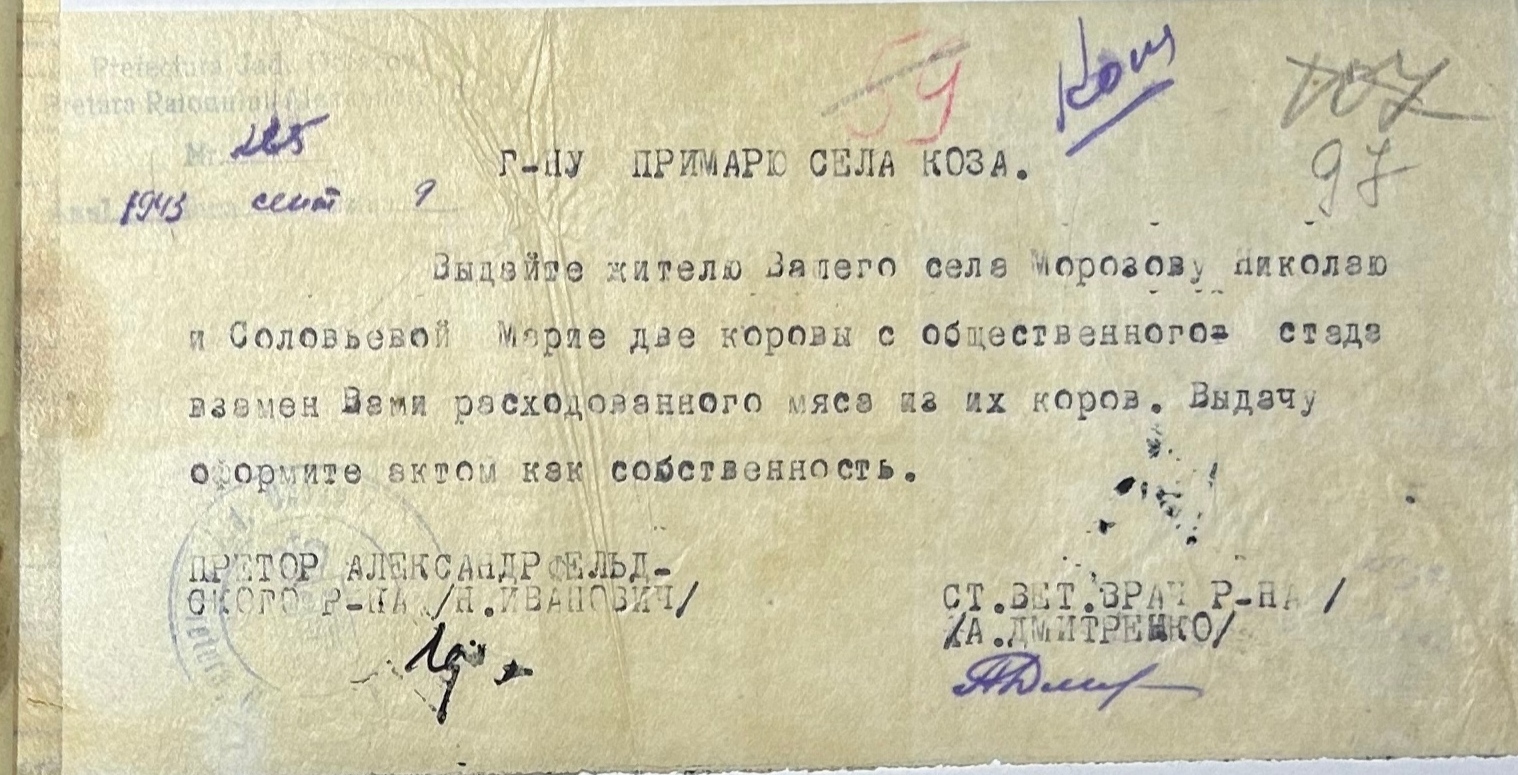 Prefectura Jud.
Pretura Raionului
Nr. 265
1943 сент 9
59
107
97
Г-НУ ПРИМАРЮ СЕЛА КОЗА.
Выдайте жителю Вашего села Морозову Николаю
и Соловьевой Марие две коровы с общественного стада
взамен Вами расходованного мяса из их коров. Выдачу
оформите актом как собственность.
ПРЕТОР АЛЕКСАНДРФЕЛЬД-
СКОГО Р-НА /Н.ИВАНОВИЧ/
СТ.ВЕТ.ВРАЧ Р-НА /
/А.ДМИТРЕНКО/